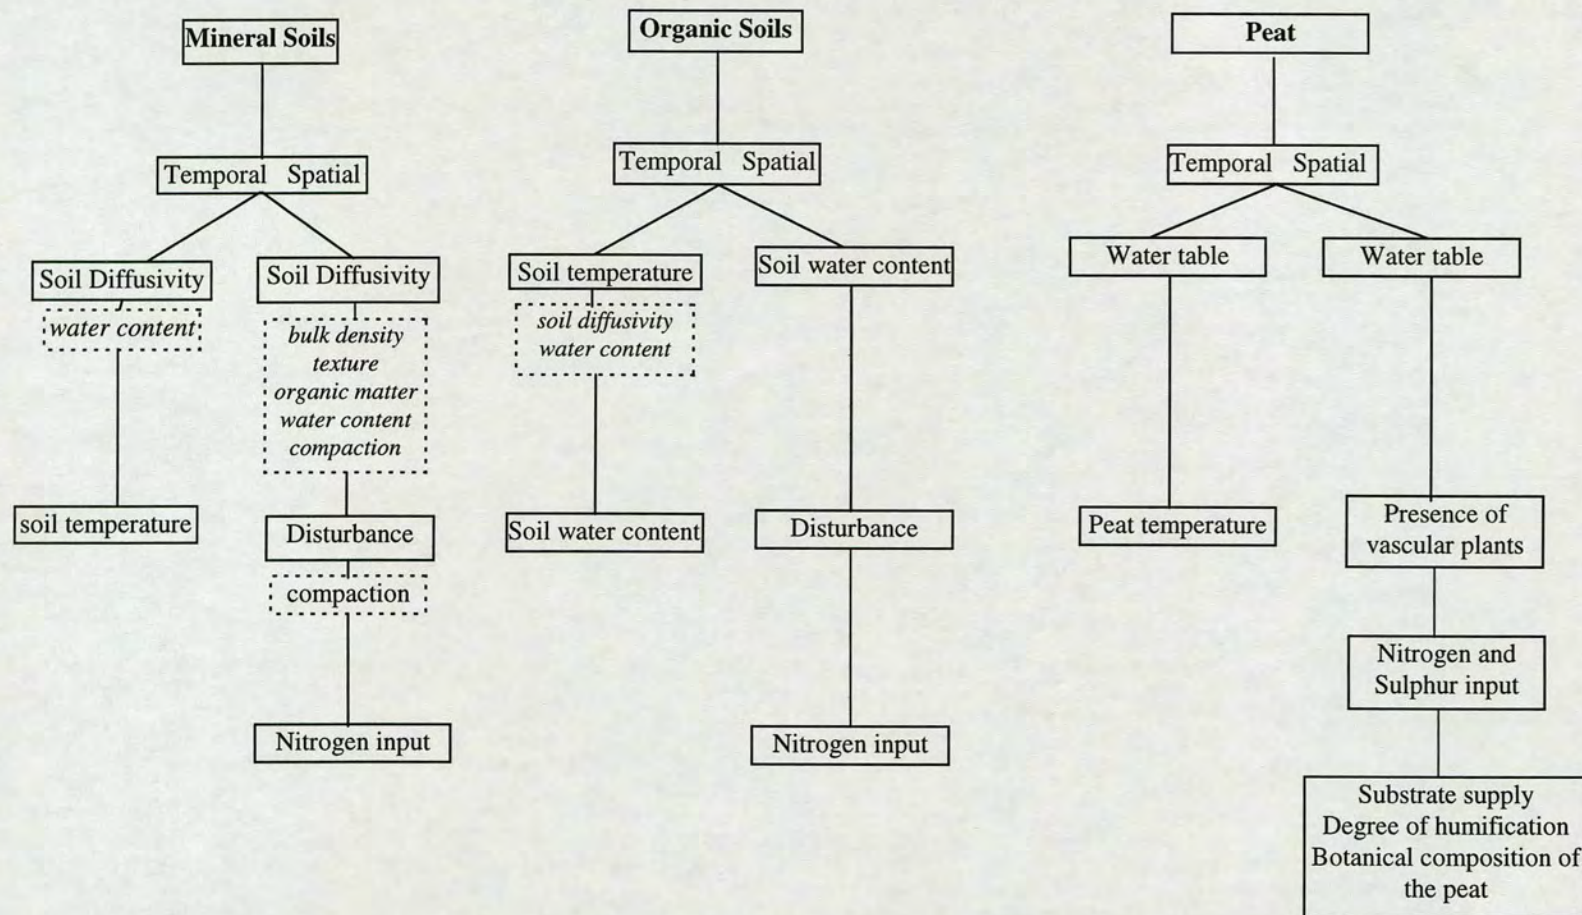 Mineral Soils
Temporal Spatial
Soil Diffusivity
water content
soil temperature
Soil Diffusivity
bulk density
texture
organic matter
water content
compaction
Disturbance
compaction
Nitrogen input
Organic Soils
Temporal Spatial
Soil temperature
soil diffusivity
water content
Soil water content
Soil water content
Disturbance
Nitrogen input
Peat
Temporal Spatial
Water table
Peat temperature
Water table
Presence of
vascular plants
Nitrogen and
Sulphur input
Substrate supply
Degree of humification
Botanical composition of
the peat